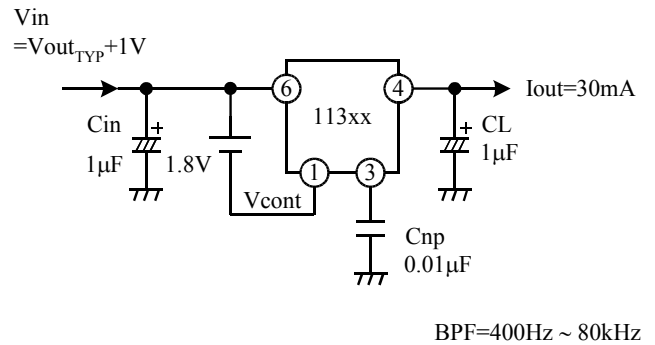 Vin
=VoutTYP+1V
6
4
113xx
Iout=30mA
Cin
+
1µF
1.8V
+
CL
1µF
1
3
Vcont
Cnp
0.01µF
BPF=400Hz ~ 80kHz